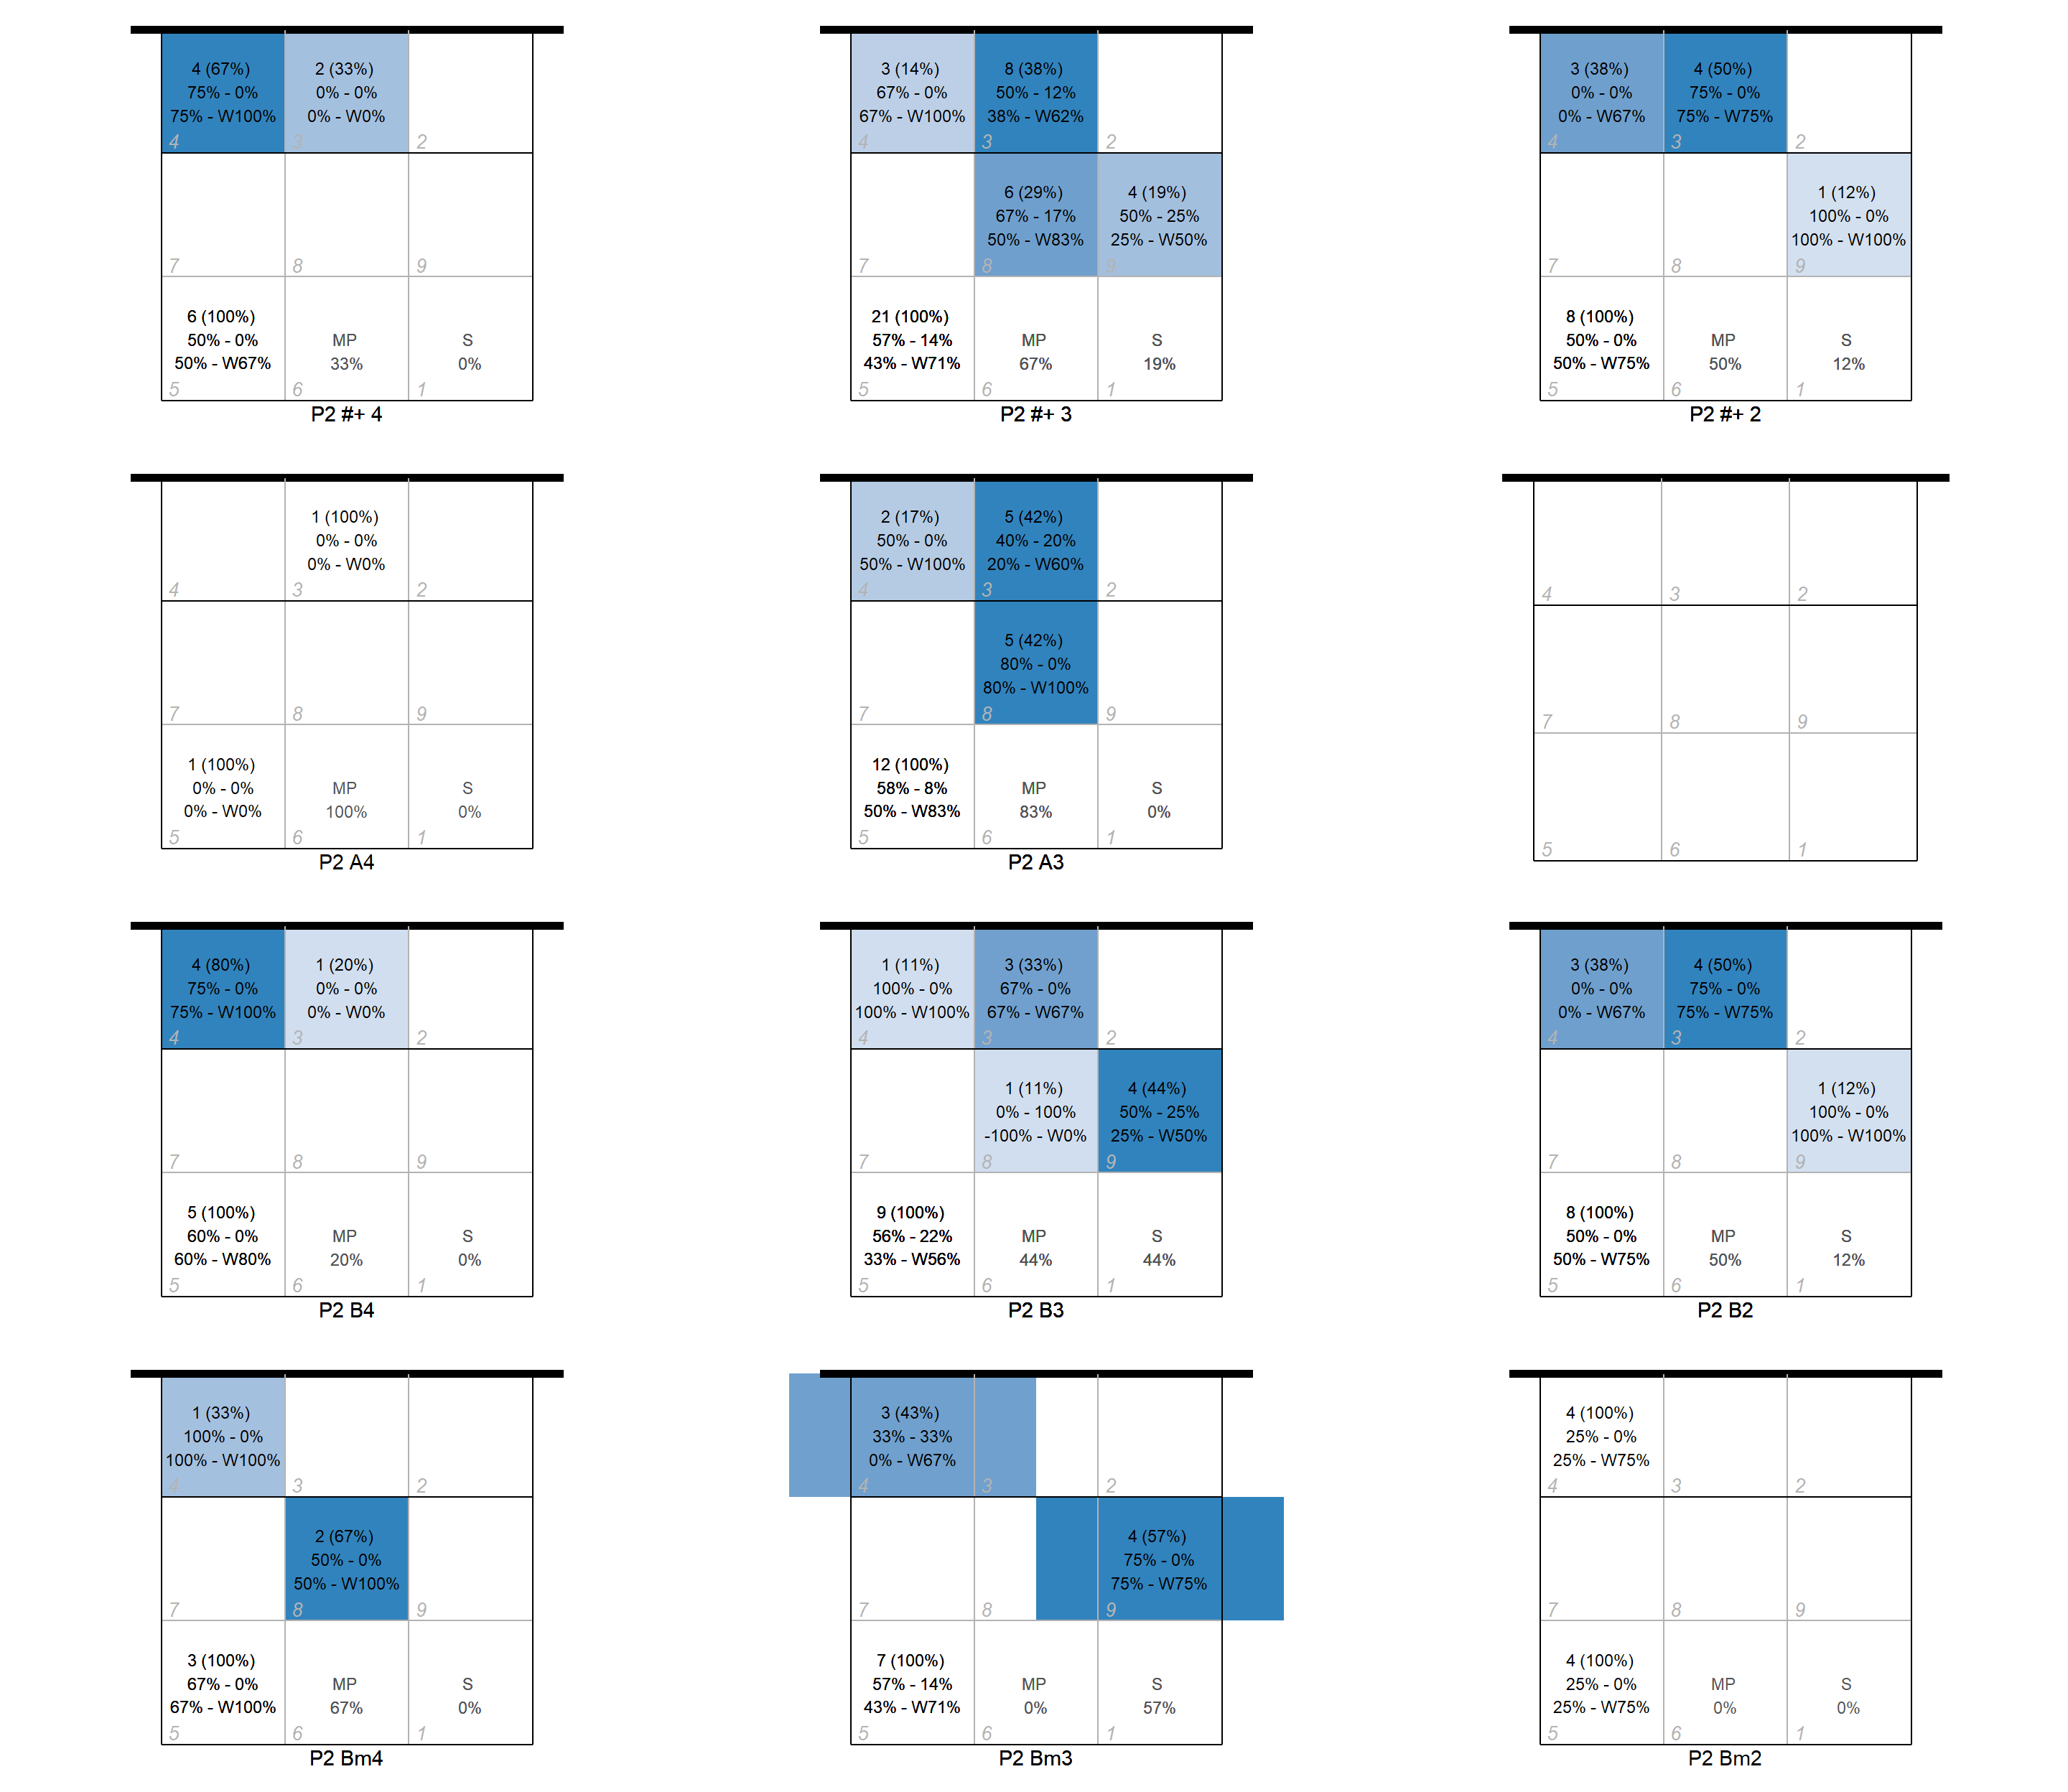 4 (67%) 2 (33%)
75% - 0% 0% - 0%
75% - W100% 0% - W0%
4 3 2
7 8 9
6 (100%)
50% - 0% MP S
50% - W67% 33% 0%
5 6 1
P2 #+ 4
3 (14%) 8 (38%)
67% - 0% 50% - 12%
67% - W100% 38% - W62%
4 3 2
6 (29%) 4 (19%)
67% - 17% 50% - 25%
50% - W83% 25% - W50%
7 8 9
21 (100%)
57% - 14% MP S
43% - W71% 67% 19%
5 6 1
P2 #+ 3
3 (38%) 4 (50%)
0% - 0% 75% - 0%
0% - W67% 75% - W75%
4 3 2
1 (12%)
100% - 0%
100% - W100%
7 8 9
8 (100%)
50% - 0% MP S
50% - W75% 50% 12%
5 6 1
P2 #+ 2
1 (100%)
0% - 0%
0% - W0%
4 3 2
7 8 9
1 (100%)
0% - 0% MP S
0% - W0% 100% 0%
5 6 1
P2 A4
2 (17%) 5 (42%)
50% - 0% 40% - 20%
50% - W100% 20% - W60%
4 3 2
5 (42%)
80% - 0%
80% - W100%
7 8 9
12 (100%)
58% - 8% MP S
50% - W83% 83% 0%
5 6 1
P2 A3
4 3 2
7 8 9
5 6 1
4 (80%) 1 (20%)
75% - 0% 0% - 0%
75% - W100% 0% - W0%
4 3 2
7 8 9
5 (100%)
60% - 0% MP S
60% - W80% 20% 0%
5 6 1
P2 B4
1 (11%) 3 (33%)
100% - 0% 67% - 0%
100% - W100% 67% - W67%
4 3 2
1 (11%) 4 (44%)
0% - 100% 50% - 25%
-100% - W0% 25% - W50%
7 8 9
9 (100%)
56% - 22% MP S
33% - W56% 44% 44%
5 6 1
P2 B3
3 (38%) 4 (50%)
0% - 0% 75% - 0%
0% - W67% 75% - W75%
4 3 2
1 (12%)
100% - 0%
100% - W100%
7 8 9
8 (100%)
50% - 0% MP S
50% - W75% 50% 12%
5 6 1
P2 B2
1 (33%)
100% - 0%
100% - W100%
4 3 2
2 (67%)
50% - 0%
50% - W100%
7 8 9
3 (100%)
67% - 0% MP S
67% - W100% 67% 0%
5 6 1
P2 Bm4
3 (43%)
33% - 33%
0% - W67%
4 3 2
4 (57%)
75% - 0%
75% - W75%
7 8 9
7 (100%)
57% - 14% MP S
43% - W71% 0% 57%
5 6 1
P2 Bm3
4 (100%)
25% - 0%
25% - W75%
4 3 2
7 8 9
4 (100%)
25% - 0% MP S
25% - W75% 0% 0%
5 6 1
P2 Bm2